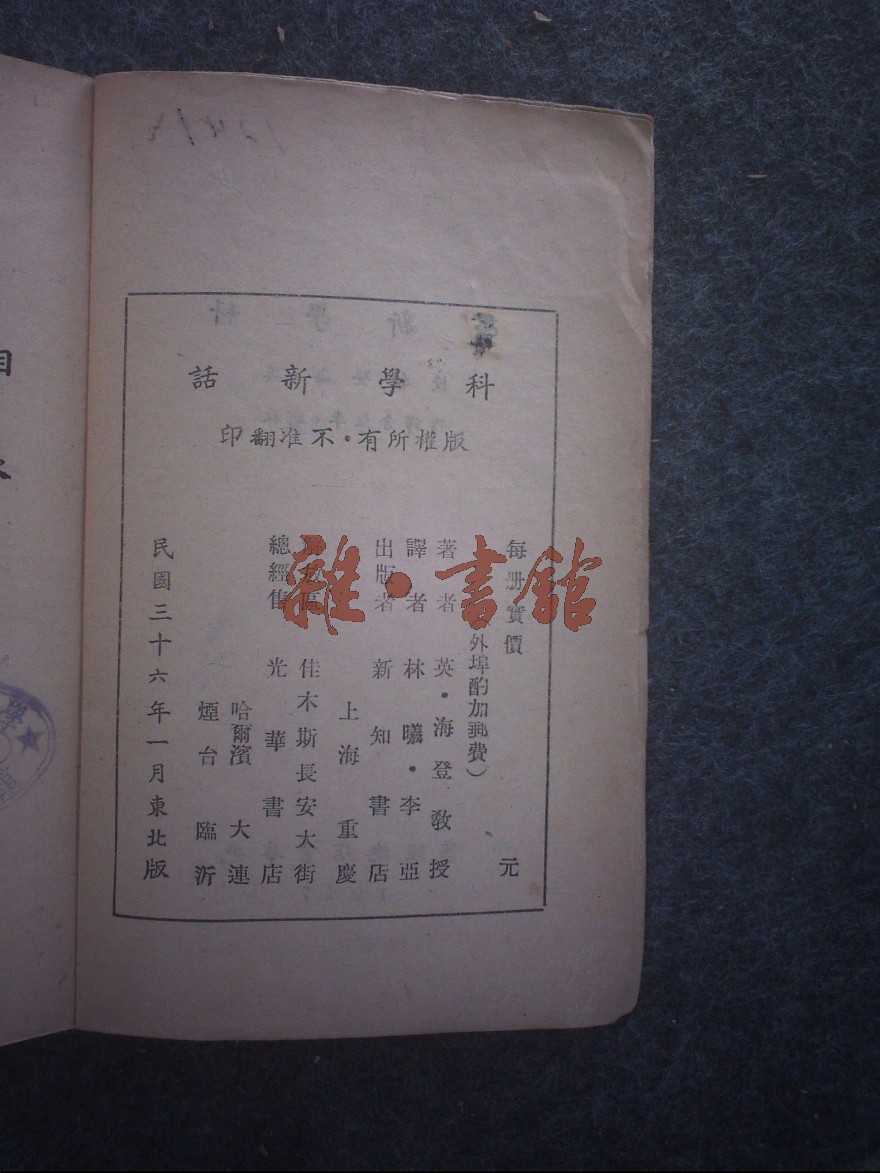 科學新話
版權所有·不准翻印
每册實價 元
外埠酌加郵費）
著者 英·海登教授
譯者 林曦·李亞
出版者 新知書店
上海 重慶
佳木斯長安大街
總經售 光華書店
哈爾濱 大連
煙台 臨沂
民國三十六年一月東北版
雜·書館